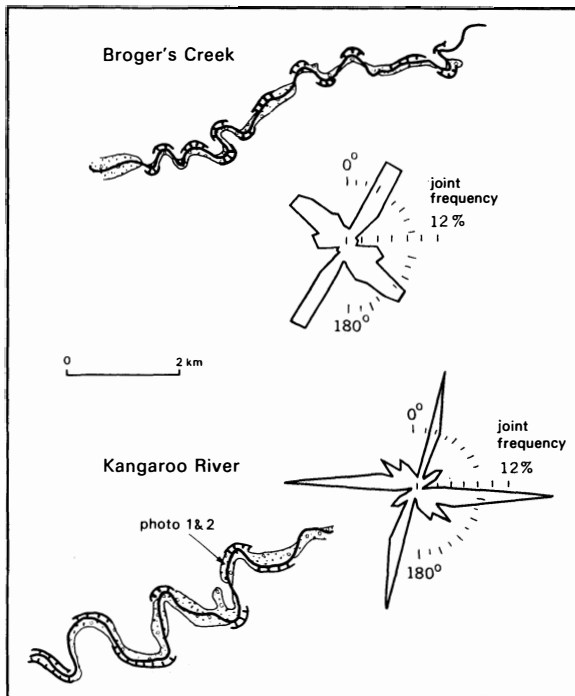 Broger's Creek
0°
joint
frequency
12%
180°
0
2 km
0°
joint
frequency
12%
Kangaroo River
photo 1&2
180°